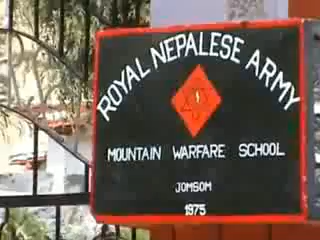 ROYAL NEPALESE ARMY
MOUNTAIN WARFARE SCHOOL
JOMSOM
1975